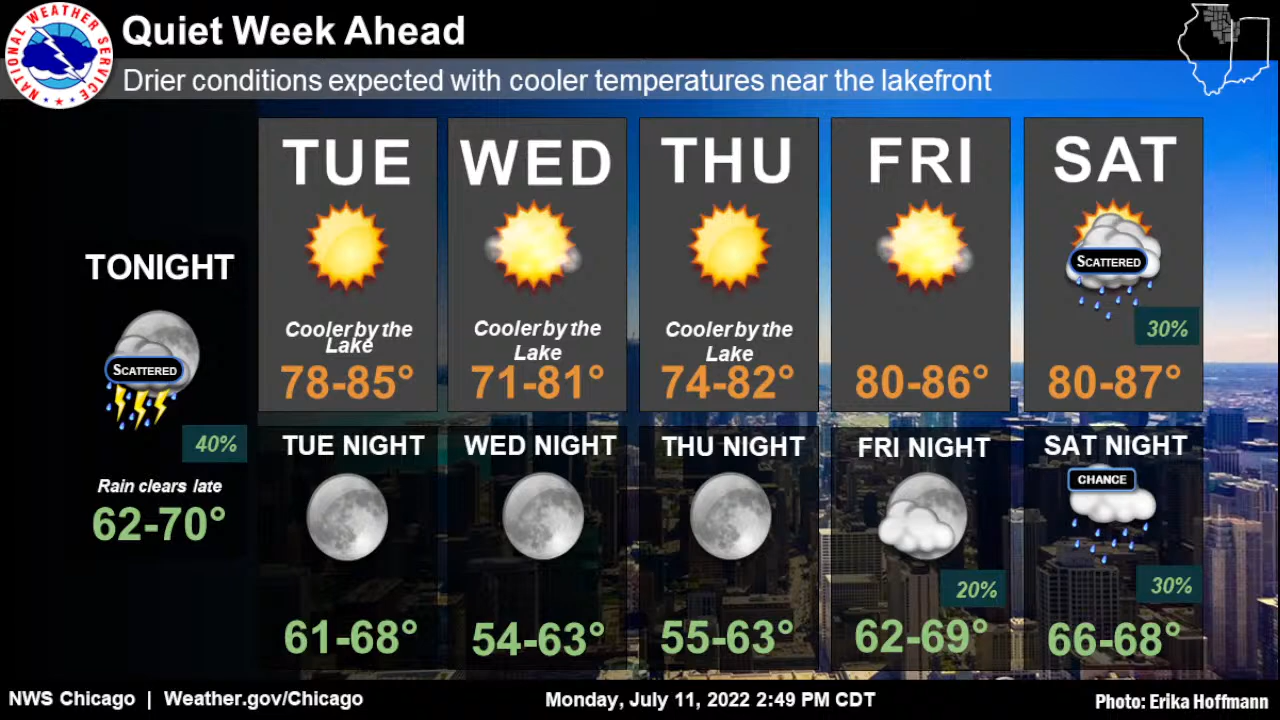 NATIONAL WEATHER SERVICE
Quiet Week Ahead
Drier conditions expected with cooler temperatures near the lakefront
TONIGHT
SCATTERED
40%
Rain clears late
62-70°
TUE
Cooler by the
Lake
78-85°
WED
Cooler by the
Lake
71-81°
THU
Cooler by the
Lake
74-82°
FRI
80-86°
SAT
SCATTERED
30%
80-87°
TUE NIGHT
61-68°
WED NIGHT
54-63°
THU NIGHT
55-63°
FRI NIGHT
20%
62-69°
SAT NIGHT
CHANCE
30%
66-68°
NWS Chicago | Weather.gov/Chicago
Monday, July 11, 2022 2:49 PM CDT
Photo: Erika Hoffmann